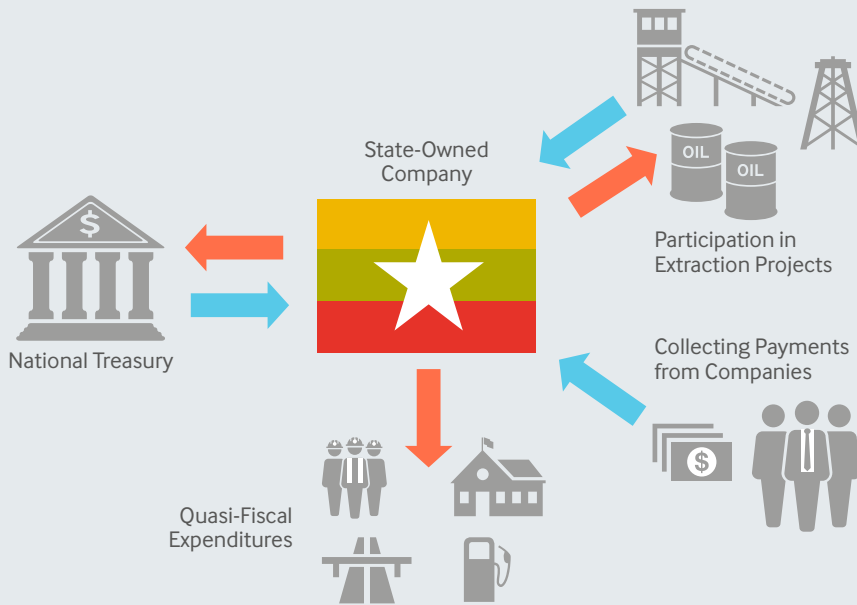 State-Owned
Company
OIL
OIL
Participation in
Extraction Projects
$
National Treasury
Collecting Payments
from Companies
$
Quasi-Fiscal
Expenditures